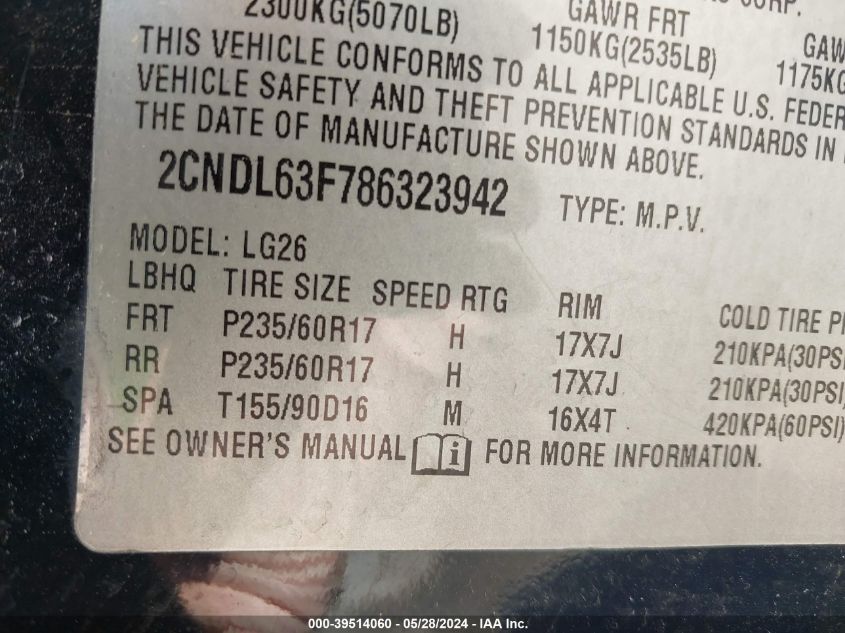 CORP.
2300KG(5070LB) GAWR FRT GAW
1150KG(2535LB) 1175KG
THIS VEHICLE CONFORMS TO ALL APPLICABLE U.S. FEDER
VEHICLE SAFETY AND THEFT PREVENTION STANDARDS IN
THE DATE OF MANUFACTURE SHOWN ABOVE.
2CNDL63F786323942 TYPE: M.P.V.
MODEL: LG26
LBHQ TIRE SIZE SPEED RTG RIM COLD TIRE P
FRT P235/60R17 H 17X7J 210KPA(30PSI
RR P235/60R17 H 17X7J 210KPA(30PSI)
SPA T155/90D16 M 16X4T 420KPA(60PSI)
SEE OWNER'S MANUAL i FOR MORE INFORMATION.
000-39514060 - 05/28/2024 - IAA Inc.